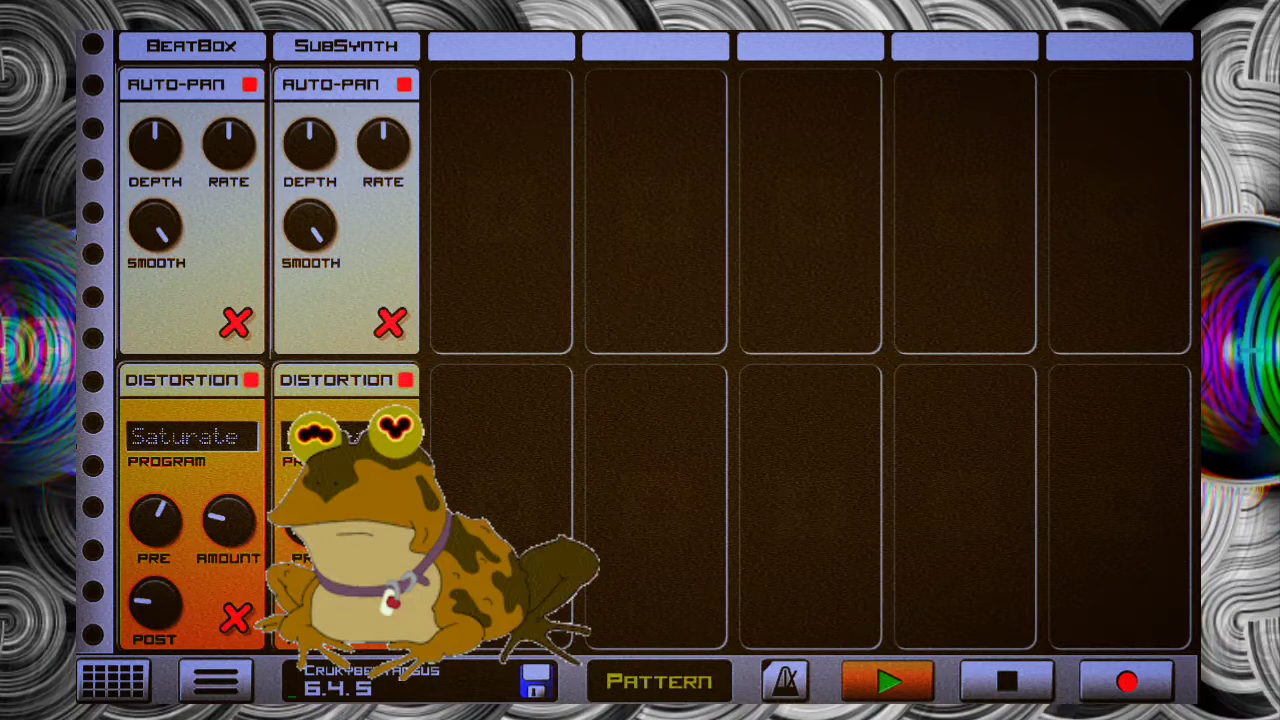 BeatBox SubSynth
Auto-Pan Auto-Pan
Depth Rate Depth Rate
Smooth Smooth
Distortion Distortion
Saturate
Program
Pre Amount
Post
6.4.5
Pattern